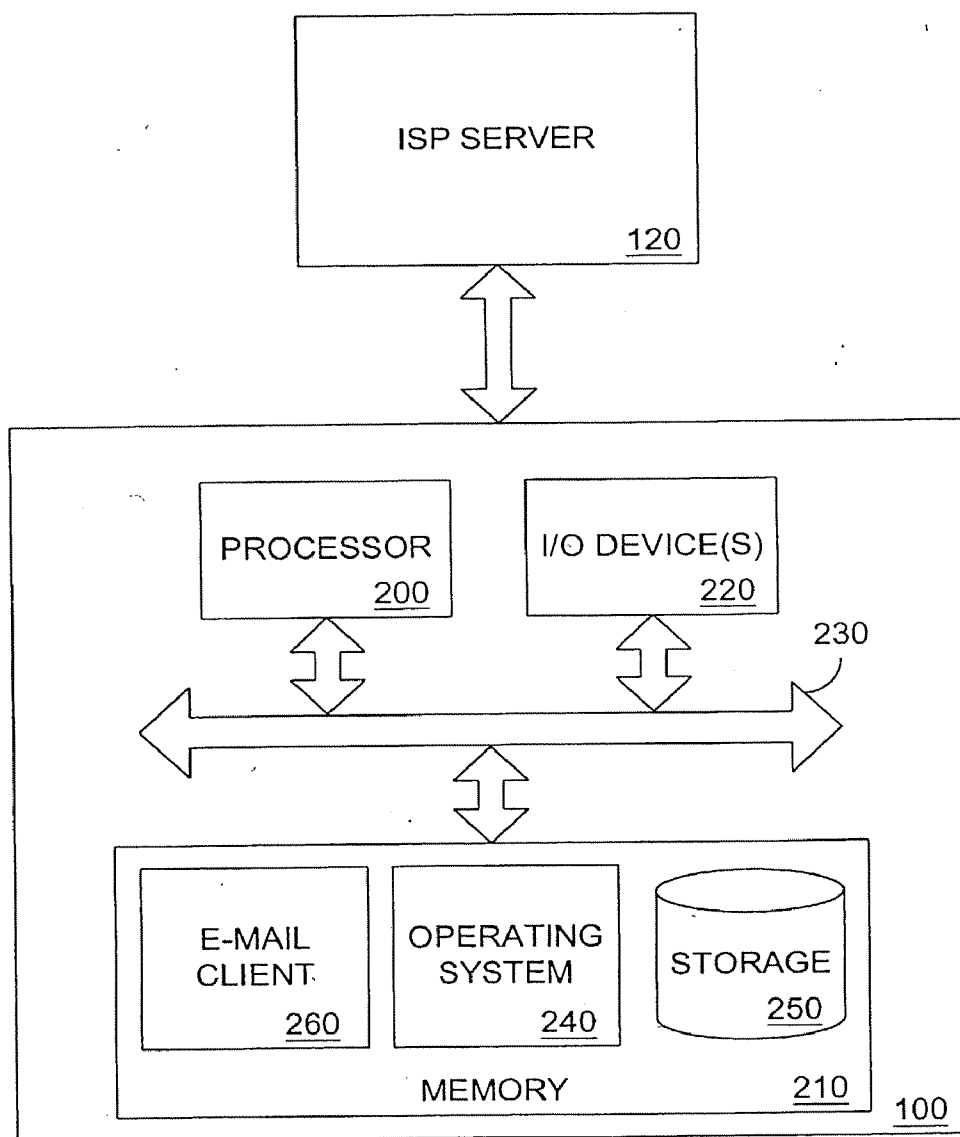 ISP SERVER
120
PROCESSOR
200
I/O DEVICE(S)
220
230
E-MAIL
CLIENT
260
OPERATING
SYSTEM
240
STORAGE
250
MEMORY
210
100